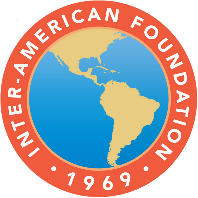 INTER-AMERICAN FOUNDATION
· 1969 ·